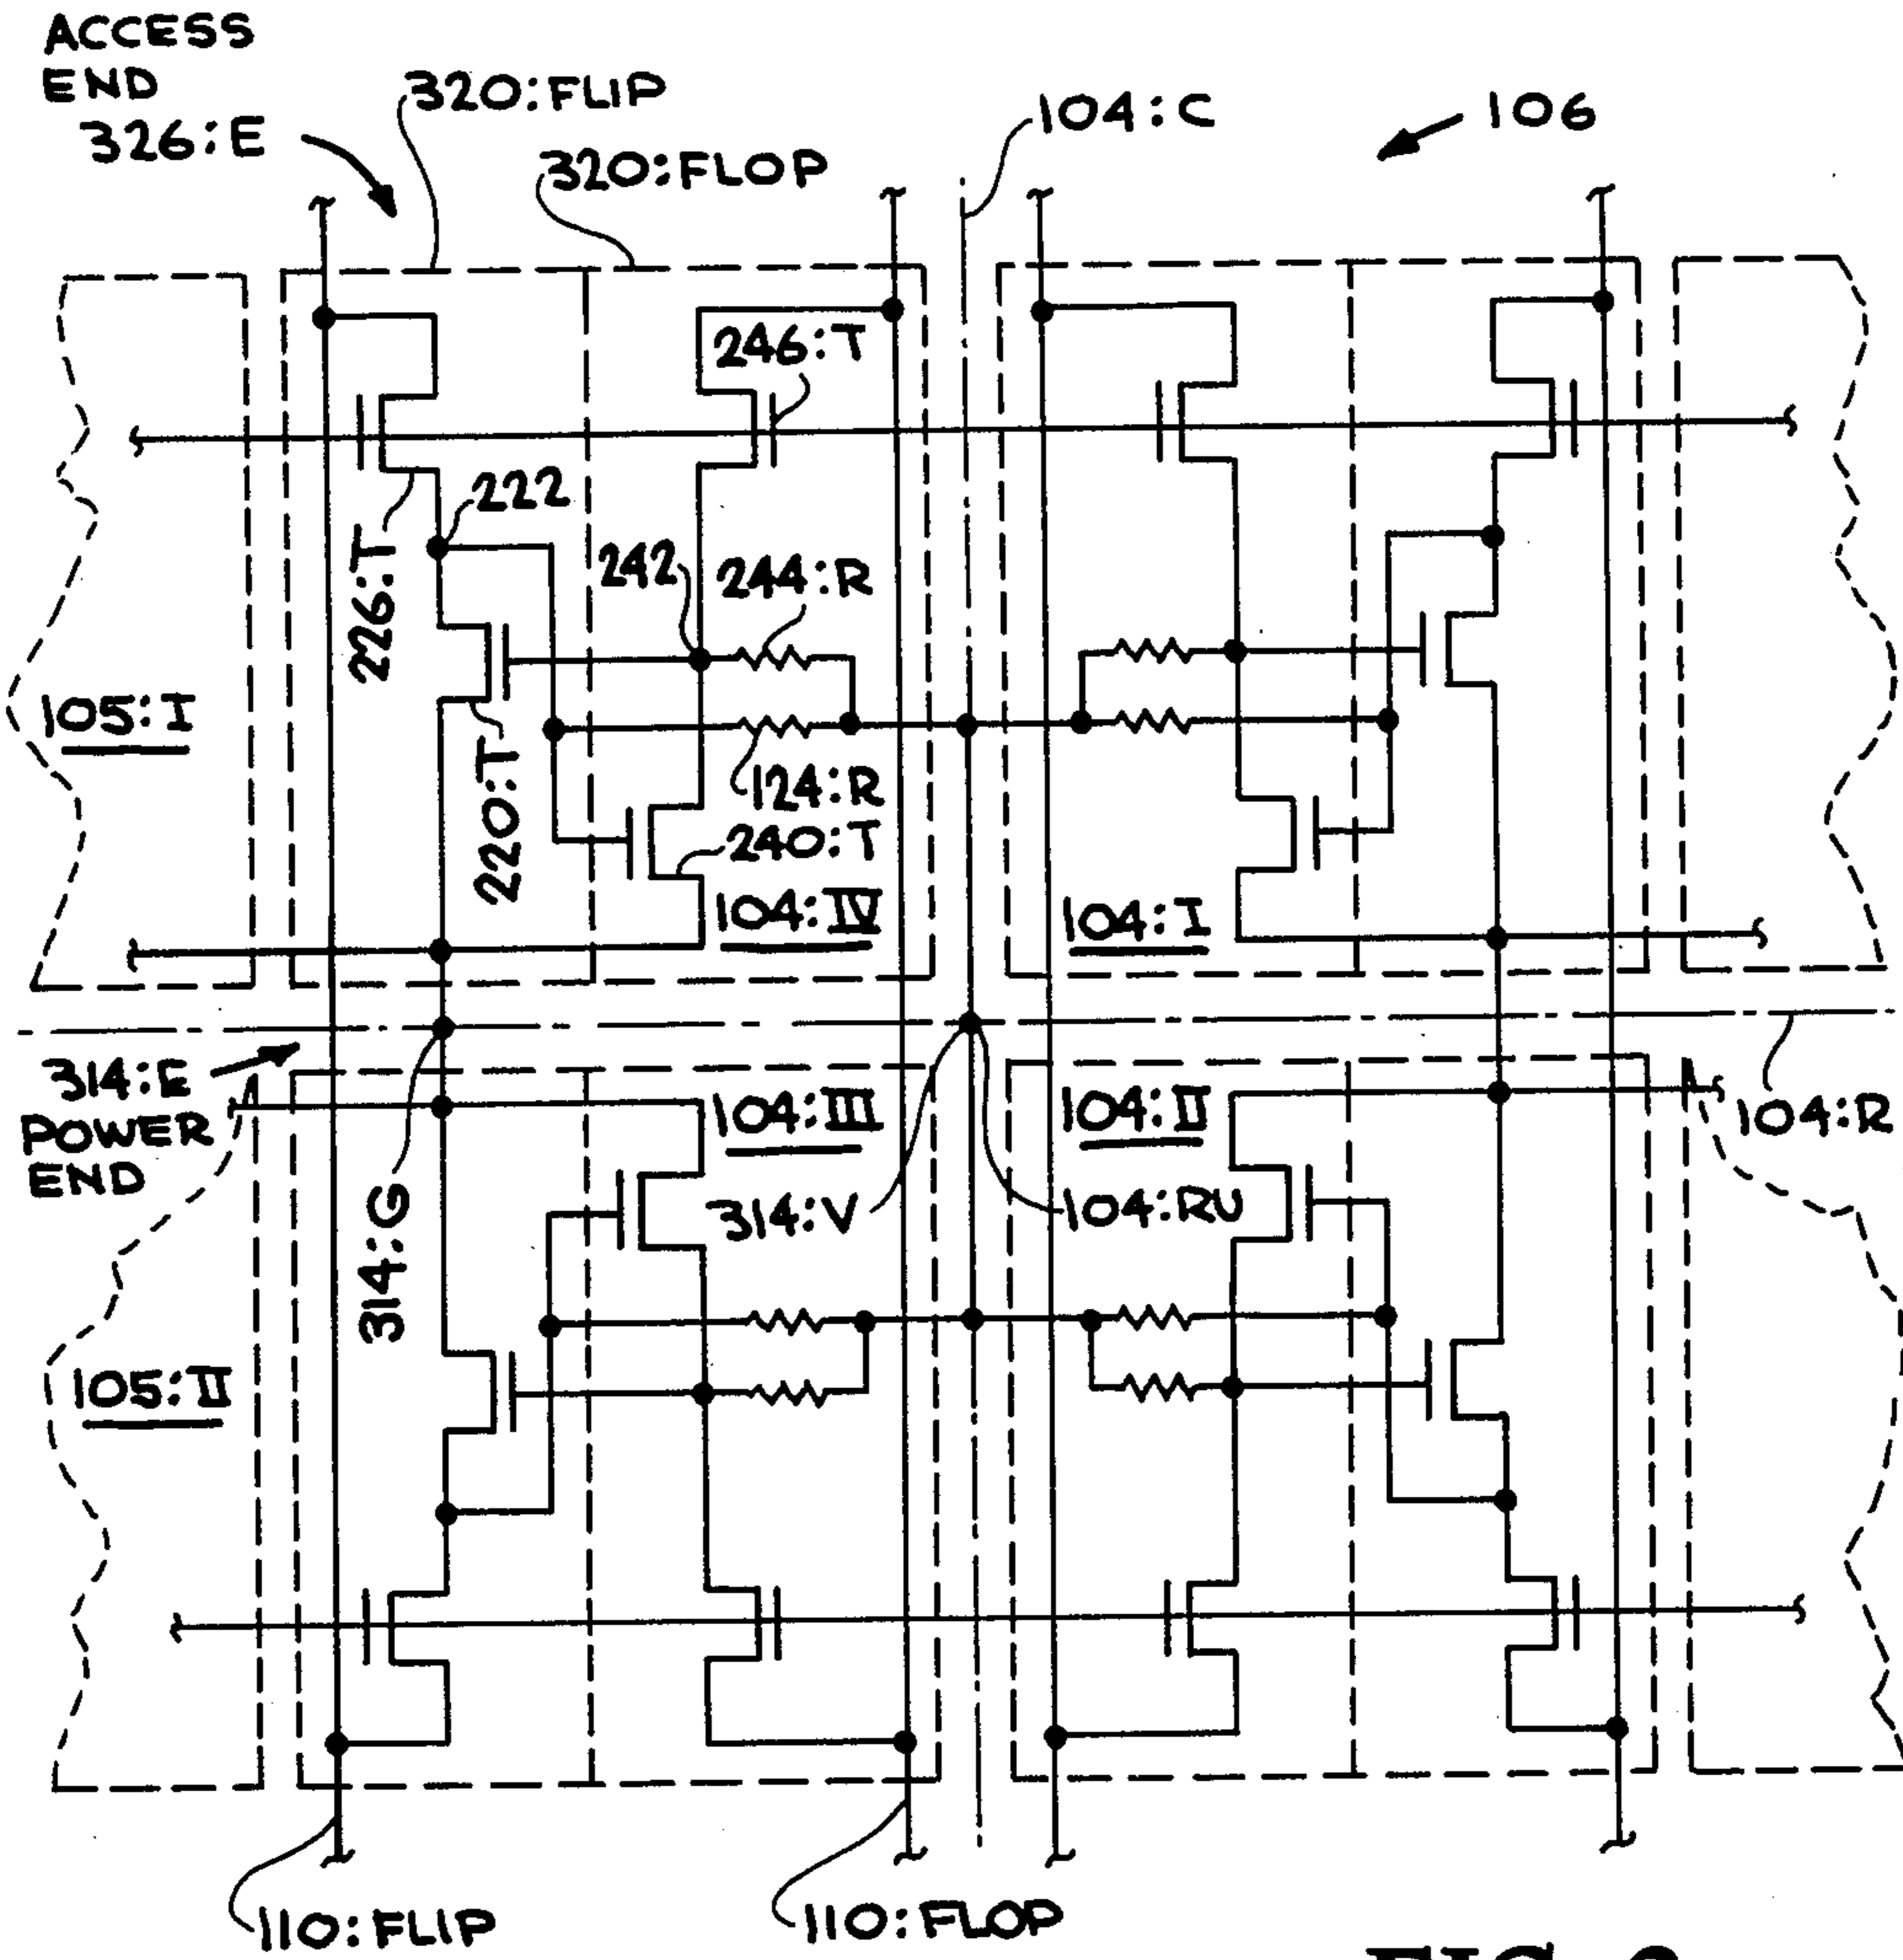 ACCESS
END
326:E
320:FLIP
320:FLOP
104:C
106
246:T
222
226:T
242
244:R
105:I
220:T
124:R
240:T
104:IV
104:I
314:E
POWER
END
104:III
104:II
104:R
314:G
314:V
104:RU
105:II
110:FLIP
110:FLOP